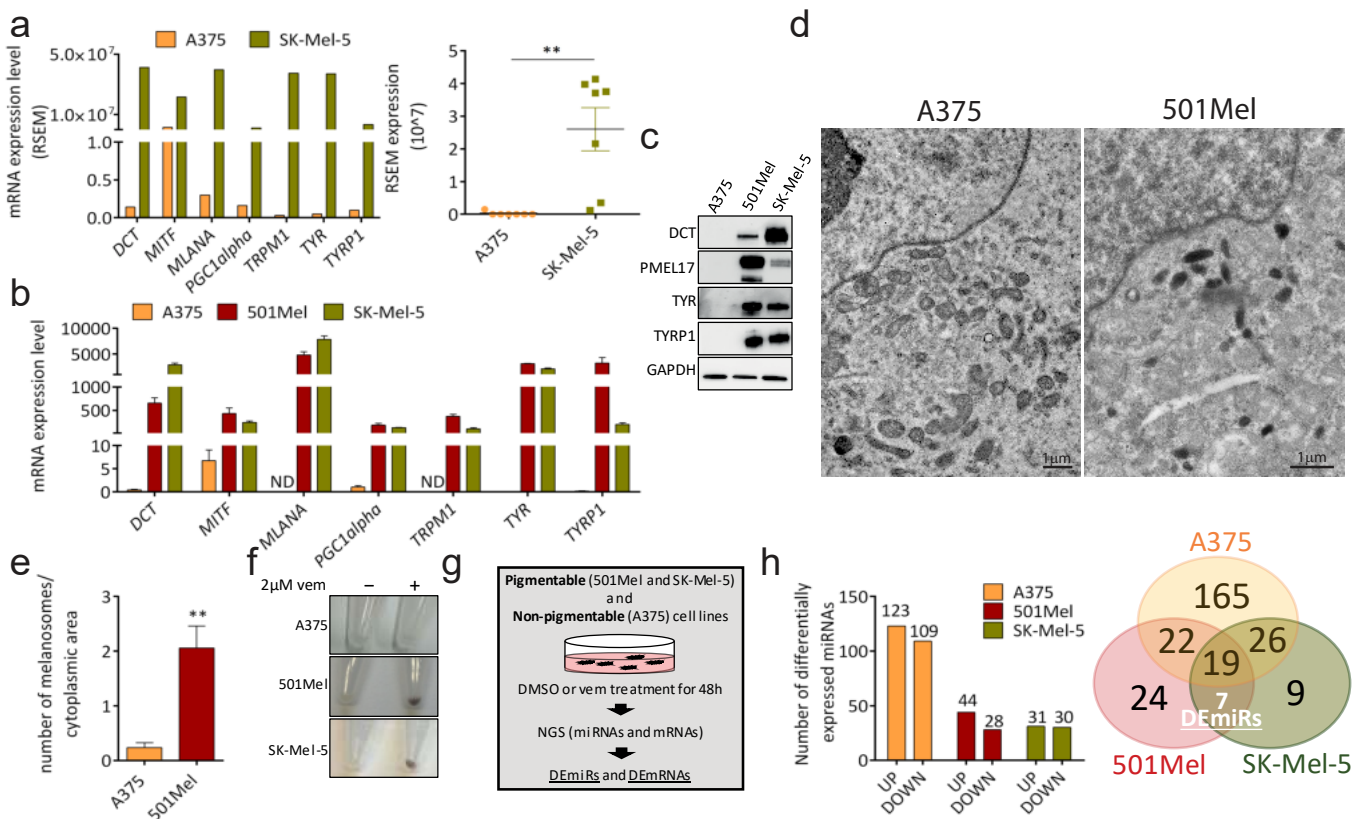 a
A375 SK-Mel-5
mRNA expression level
(RSEM)
5.0×10^7
1.0×10^7
1.0
0.5
0.0
DCT MITF MLANA PGC1alpha TRPM1 TYR TYRP1
RSEM expression
(10^7)
5
4
3
2
1
0
**
A375 SK-Mel-5
b
A375 501Mel SK-Mel-5
mRNA expression level
10000
5000
1000
500
10
5
0
ND ND
DCT MITF MLANA PGC1alpha TRPM1 TYR TYRP1
c
A375 501Mel SK-Mel-5
DCT
PMEL17
TYR
TYRP1
GAPDH
d
A375 501Mel
1μm 1μm
e
number of melanosomes/
cytoplasmic area
3
2
1
0
**
A375 501Mel
f
2μM vem – +
A375
501Mel
SK-Mel-5
g
Pigmentable (501Mel and SK-Mel-5)
and
Non-pigmentable (A375) cell lines
DMSO or vem treatment for 48h
NGS (miRNAs and mRNAs)
DEmiRs and DEmRNAs
h
Number of differentially
expressed miRNAs
150
100
50
0
A375
501Mel
SK-Mel-5
123 109 44 28 31 30
UP DOWN UP DOWN UP DOWN
A375
165
22 26
19
24 7 9
DEmiRs
501Mel SK-Mel-5